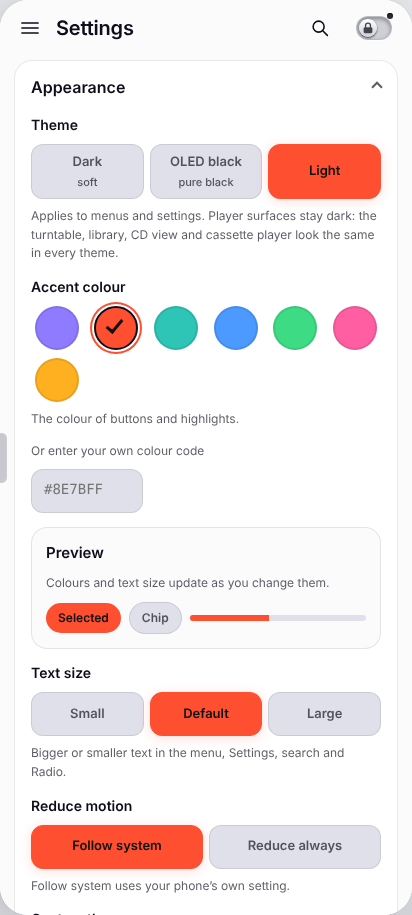 Settings
Appearance
Theme
Dark
soft
OLED black
pure black
Light
Applies to menus and settings. Player surfaces stay dark: the
turntable, library, CD view and cassette player look the same
in every theme.
Accent colour
The colour of buttons and highlights.
Or enter your own colour code
#8E7BFF
Preview
Colours and text size update as you change them.
Selected
Chip
Text size
Small
Default
Large
Bigger or smaller text in the menu, Settings, search and
Radio.
Reduce motion
Follow system
Reduce always
Follow system uses your phone’s own setting.